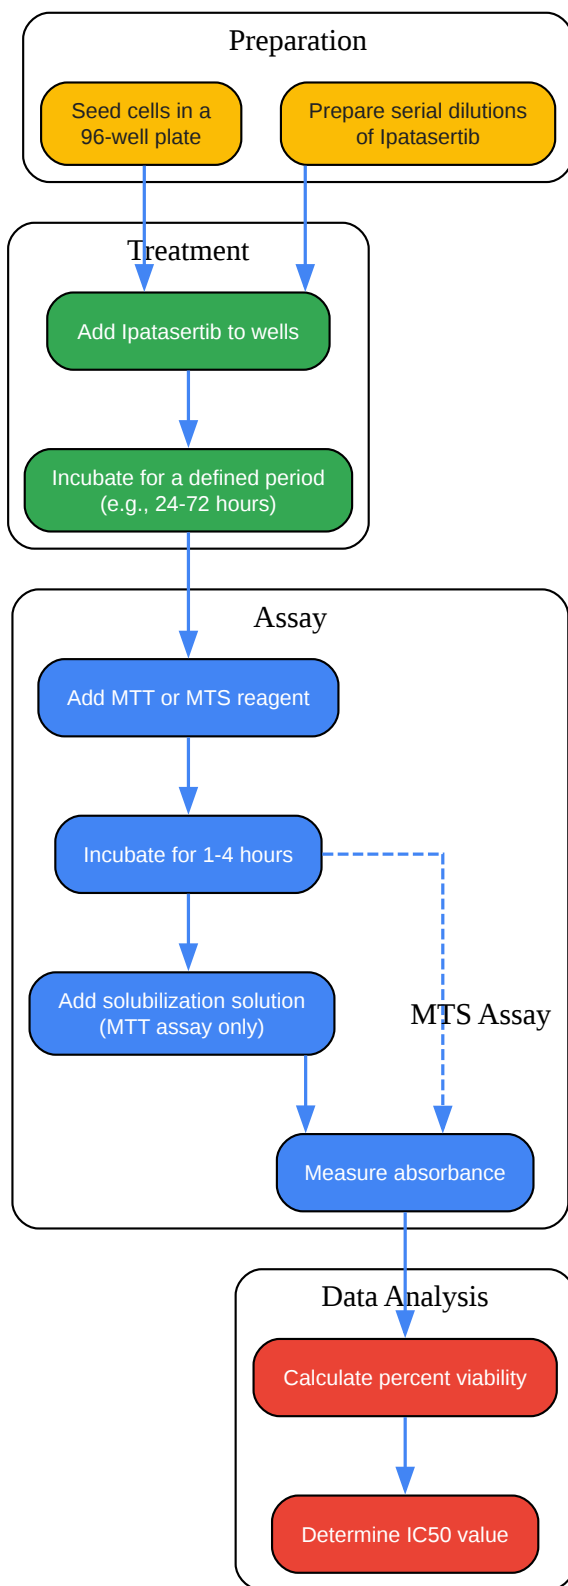 Preparation
Seed cells in a
96-well plate
Prepare serial dilutions
of Ipatasertib
Treatment
Add Ipatasertib to wells
Incubate for a defined period
(e.g., 24-72 hours)
Assay
Add MTT or MTS reagent
Incubate for 1-4 hours
Add solubilization solution
(MTT assay only)
MTS Assay
Measure absorbance
Data Analysis
Calculate percent viability
Determine IC50 value